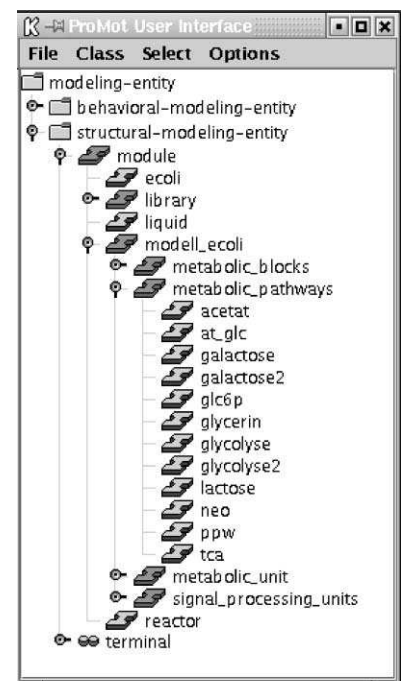 ProMot User Interface
File Class Select Options
modeling-entity
behavioral-modeling-entity
structural-modeling-entity
module
ecoli
library
liquid
modell_ecoli
metabolic_blocks
metabolic_pathways
acetat
at_glc
galactose
galactose2
glc6p
glycerin
glycolyse
glycolyse2
lactose
neo
ppw
tca
metabolic_unit
signal_processing_units
reactor
terminal